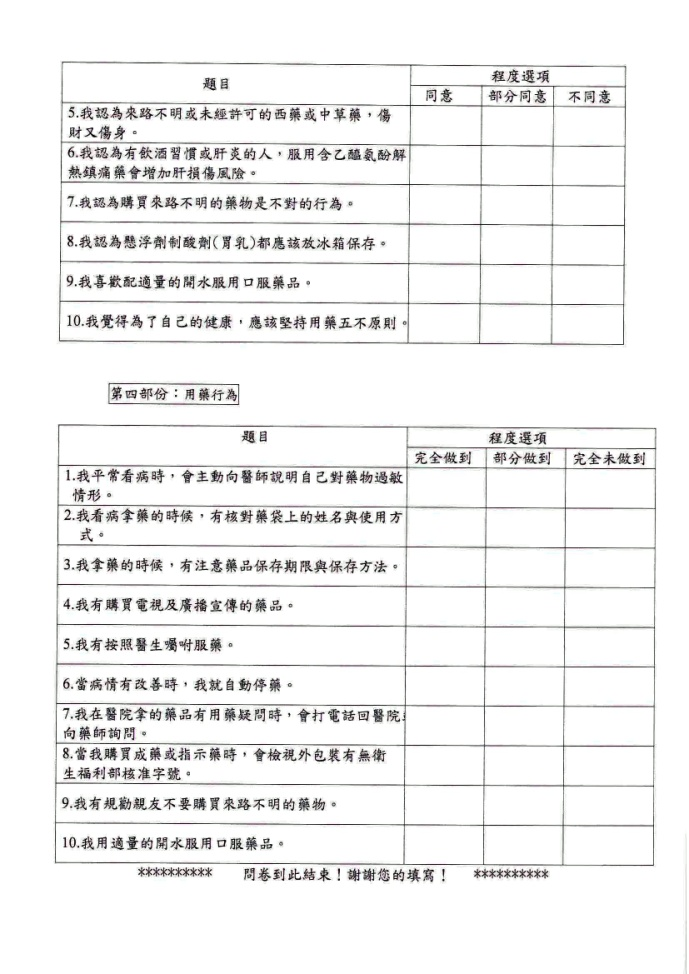 題目
程度選項
同意 部分同意 不同意
5.我認為來路不明或未經許可的西藥或中草藥，傷
財又傷身。
6.我認為有飲酒習慣或肝炎的人，服用含乙醯氨酚解
熱鎮痛藥會增加肝損傷風險。
7.我認為購買來路不明的藥物是不對的行為。
8.我認為懸浮劑制酸劑(胃乳)都應該放冰箱保存。
9.我喜歡配適量的開水服用口服藥品。
10.我覺得為了自己的健康，應該堅持用藥五不原則。
第四部份：用藥行為
題目
程度選項
完全做到 部分做到 完全未做到
1.我平常看病時，會主動向醫師說明自己對藥物過敏
情形。
2.我看病拿藥的時候，有核對藥袋上的姓名與使用方
式。
3.我拿藥的時候，有注意藥品保存期限與保存方法。
4.我有購買電視及廣播宣傳的藥品。
5.我有按照醫生囑咐服藥。
6.當病情有改善時，我就自動停藥。
7.我在醫院拿的藥品有用藥疑問時，會打電話回醫院
向藥師詢問。
8.當我購買成藥或指示藥時，會檢視外包裝有無衛
生福利部核准字號。
9.我有規勸親友不要購買來路不明的藥物。
10.我用適量的開水服用口服藥品。
********** 問卷到此結束！謝謝您的填寫！ **********